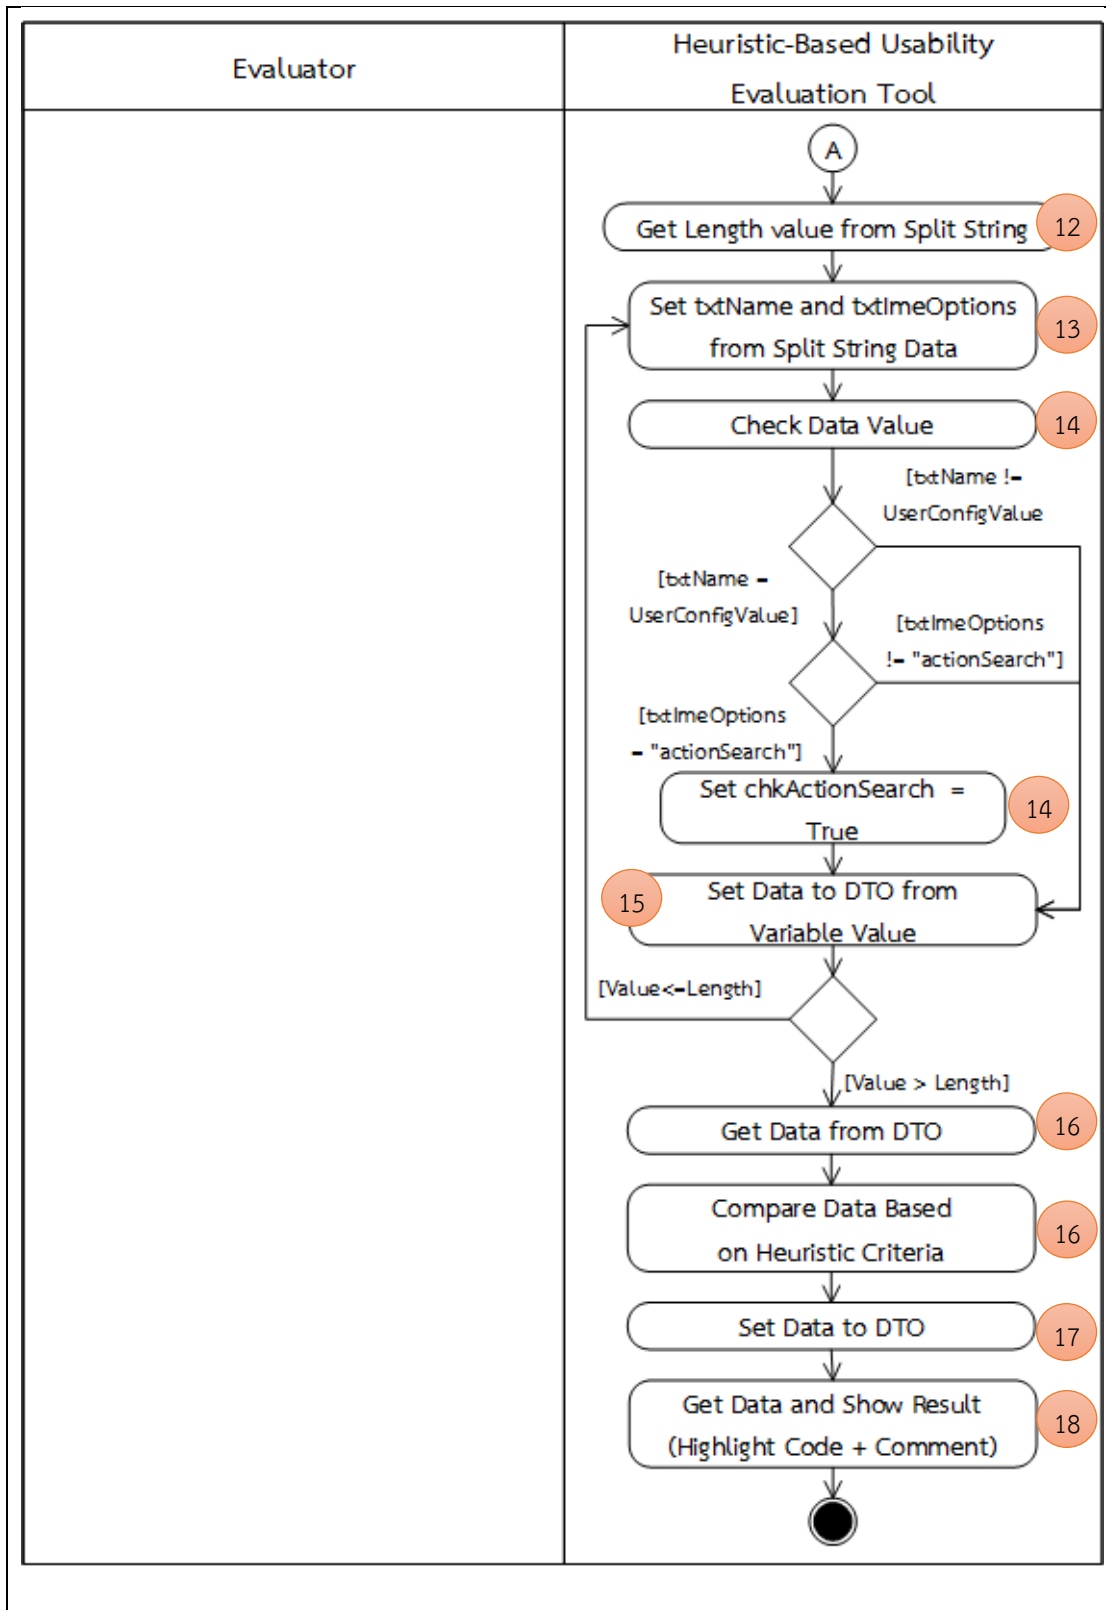 Evaluator
Heuristic-Based Usability
Evaluation Tool
A
Get Length value from Split String
12
Set txtName and txtImeOptions
from Split String Data
13
Check Data Value
14
[txtName !=
UserConfigValue
[txtName =
UserConfigValue]
[txtImeOptions
!= "actionSearch"]
[txtImeOptions
= "actionSearch"]
Set chkActionSearch =
True
14
15
Set Data to DTO from
Variable Value
[Value<=Length]
[Value > Length]
Get Data from DTO
16
Compare Data Based
on Heuristic Criteria
16
Set Data to DTO
17
Get Data and Show Result
(Highlight Code + Comment)
18